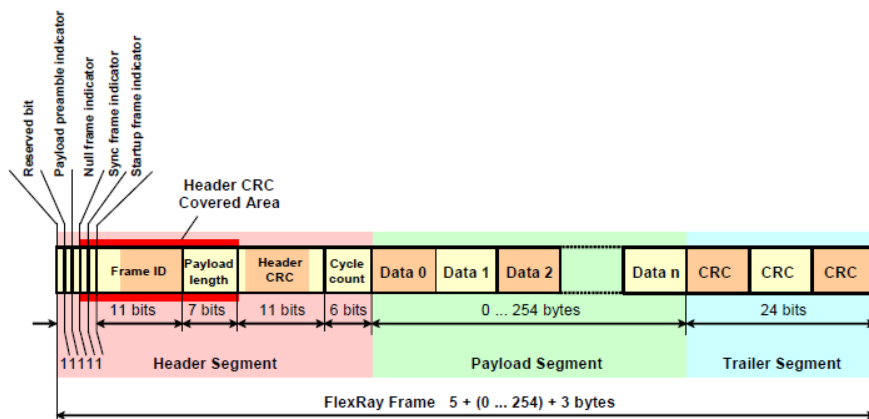 Reserved bit
Payload preamble indicator
Null frame indicator
Sync frame indicator
Startup frame indicator
Header CRC
Covered Area
Frame ID
Payload
length
Header
CRC
Cycle
count
Data 0
Data 1
Data 2
Data n
CRC
CRC
CRC
11 bits
7 bits
11 bits
6 bits
0 ... 254 bytes
24 bits
11111
Header Segment
Payload Segment
Trailer Segment
FlexRay Frame 5 + (0 ... 254) + 3 bytes